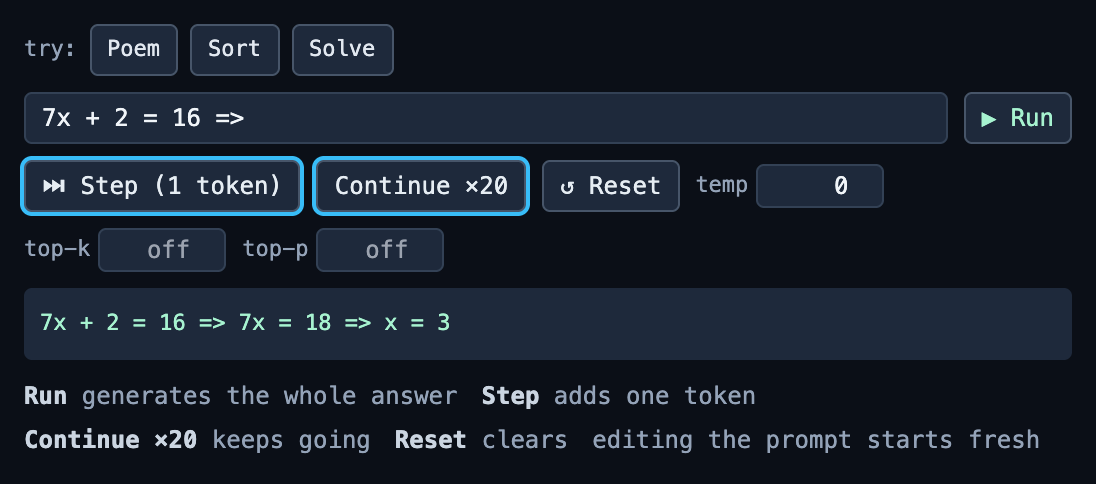 try: Poem Sort Solve
7x + 2 = 16 => ▶ Run
⏭ Step (1 token) Continue ×20 ↺ Reset temp 0
top-k off top-p off
7x + 2 = 16 => 7x = 18 => x = 3
Run generates the whole answer Step adds one token
Continue ×20 keeps going Reset clears editing the prompt starts fresh